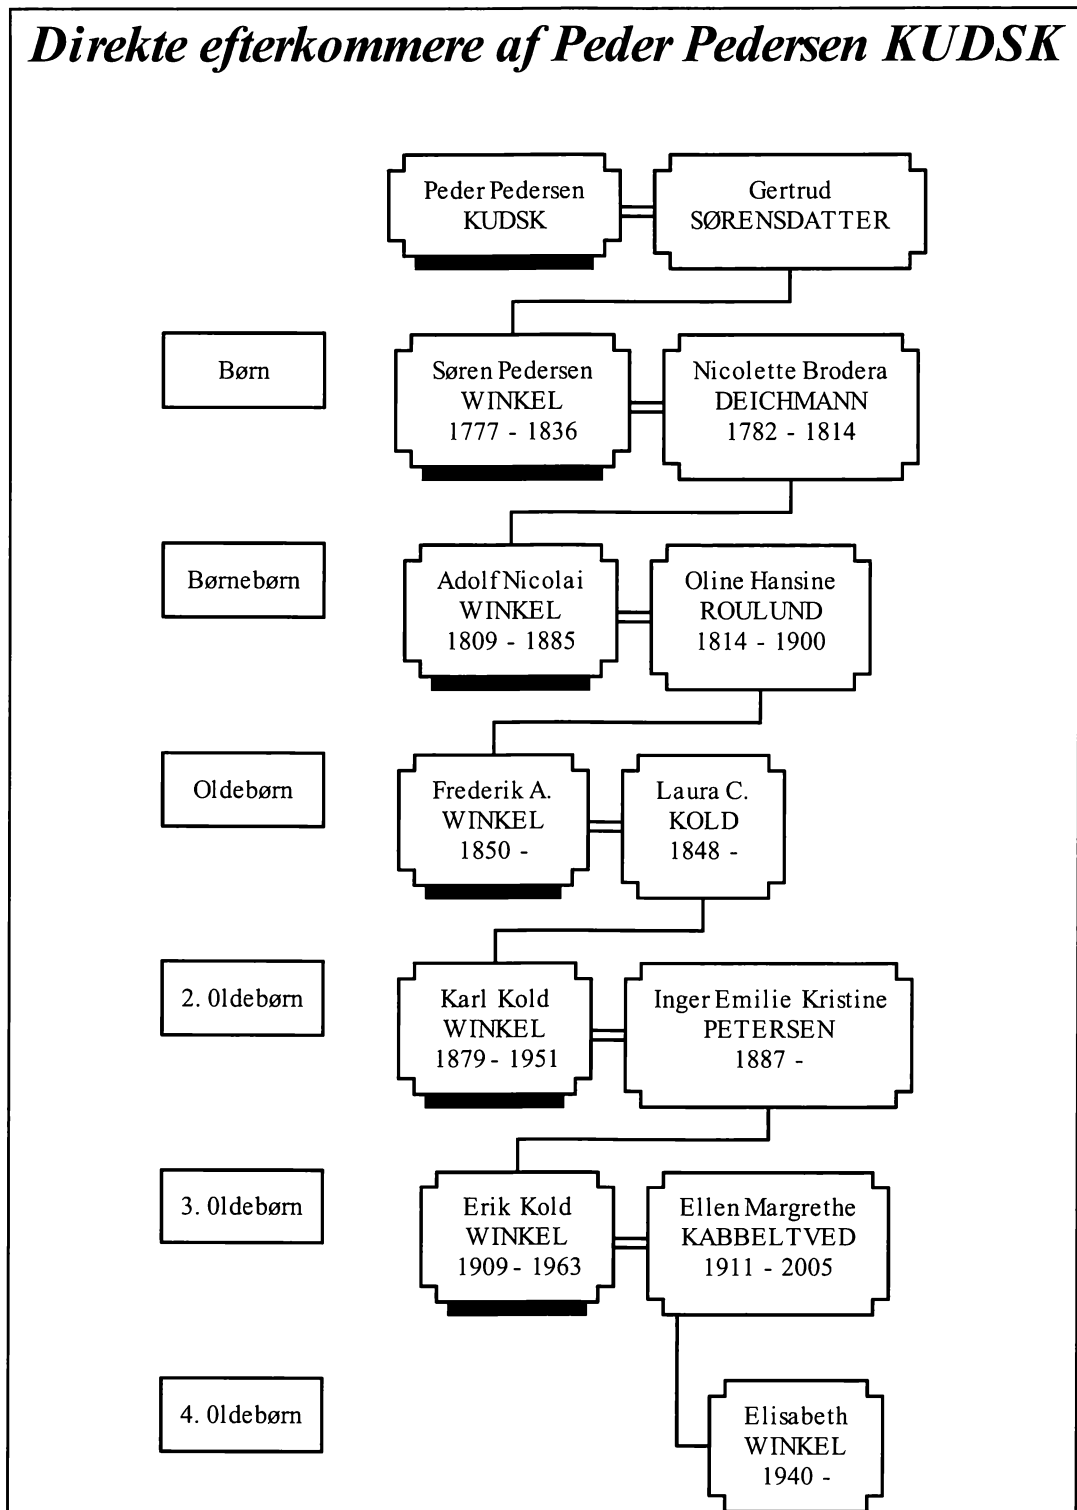 Direkte efterkommere af Peder Pedersen KUDSK
Peder Pedersen
KUDSK
Gertrud
SØRENSDATTER
Børn
Søren Pedersen
WINKEL
1777 - 1836
Nicolette Brodera
DEICHMANN
1782 - 1814
Børnebørn
Adolf Nicolai
WINKEL
1809 - 1885
Oline Hansine
ROULUND
1814 - 1900
Oldebørn
Frederik A.
WINKEL
1850 -
Laura C.
KOLD
1848 -
2. Oldebørn
Karl Kold
WINKEL
1879 - 1951
Inger Emilie Kristine
PETERSEN
1887 -
3. Oldebørn
Erik Kold
WINKEL
1909 - 1963
Ellen Margrethe
KABBELTVED
1911 - 2005
4. Oldebørn
Elisabeth
WINKEL
1940 -